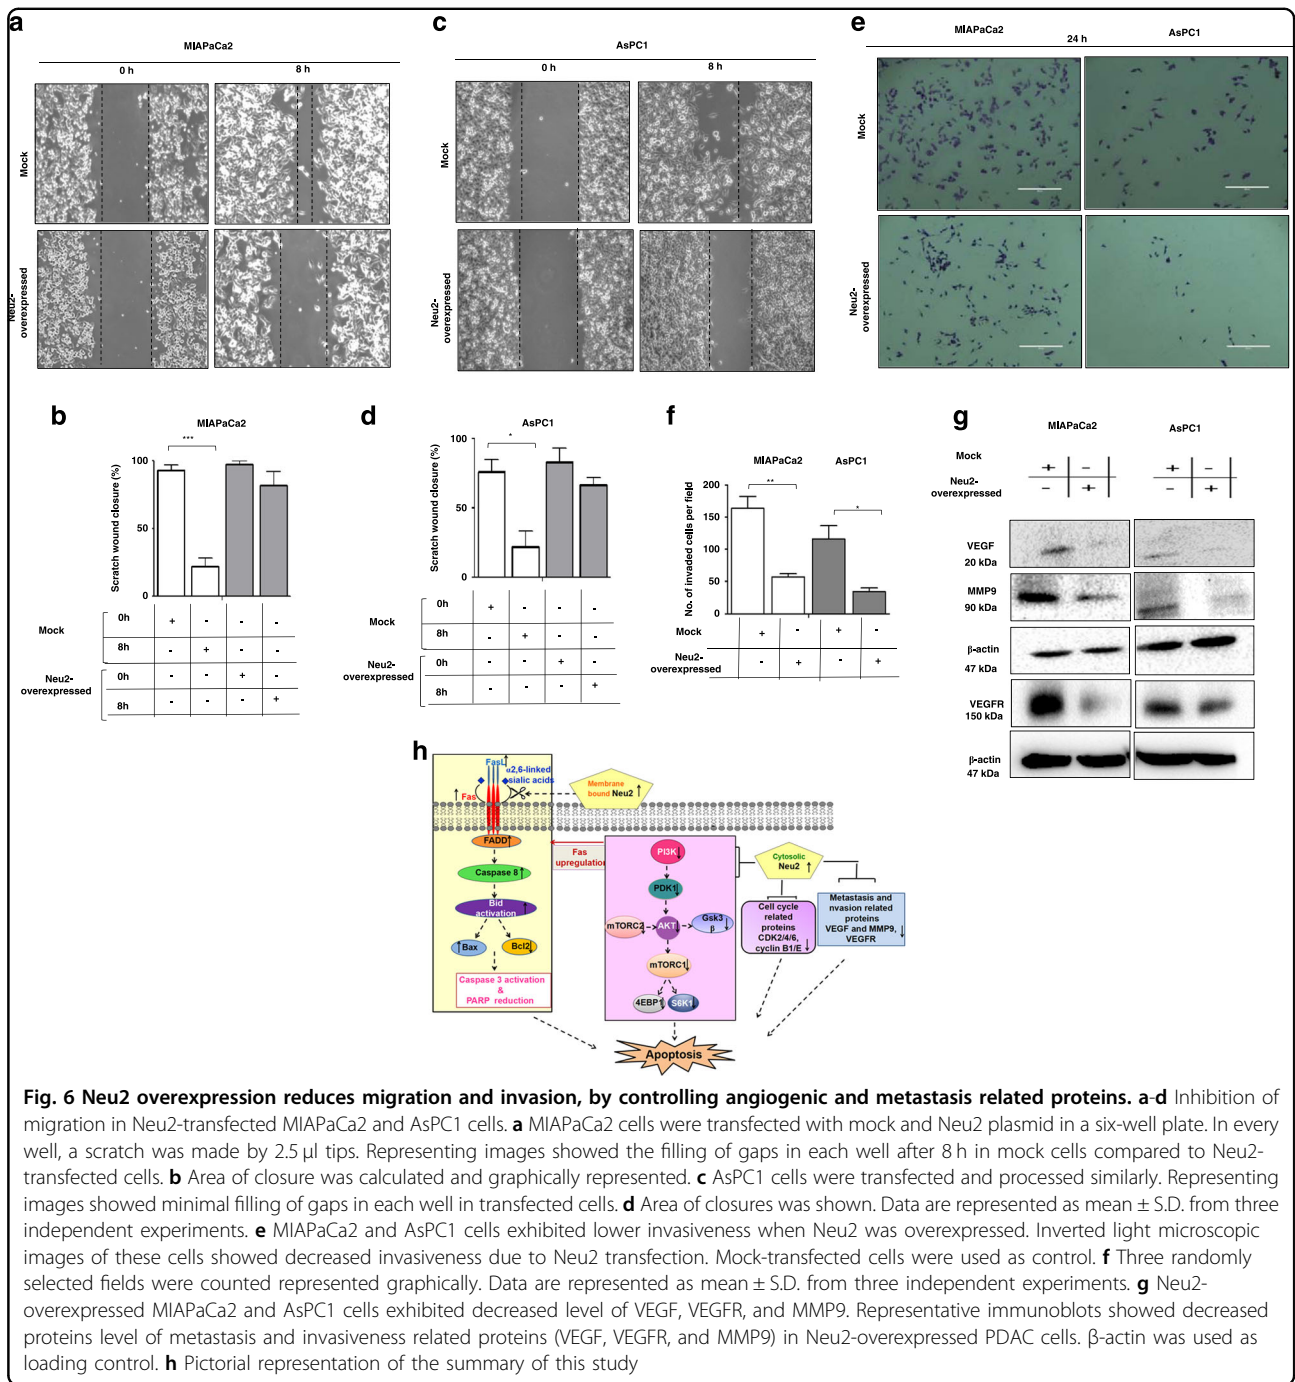 a
MIAPaCa2
0 h
8 h
Mock
Neu2-
overexpressed
c
AsPC1
0 h
8 h
Mock
Neu2-
overexpressed
e
MIAPaCa2
AsPC1
24 h
Mock
Neu2-
overexpressed
b
MIAPaCa2
***
Scratch wound closure (%)
100
50
0
Mock
0h
+
-
-
-
8h
-
+
-
-
Neu2-
overexpressed
0h
-
-
+
-
8h
-
-
-
+
d
AsPC1
*
Scratch wound closure (%)
100
50
0
Mock
0h
+
-
-
-
8h
-
+
-
-
Neu2-
overexpressed
0h
-
-
+
-
8h
-
-
-
+
f
MIAPaCa2
AsPC1
**
*
No. of invaded cells per field
200
150
100
50
0
Mock
+
-
+
-
Neu2-
overexpressed
-
+
-
+
g
MIAPaCa2
AsPC1
Mock
+
-
+
-
Neu2-
overexpressed
-
+
-
+
VEGF
20 kDa
MMP9
90 kDa
β-actin
47 kDa
VEGFR
150 kDa
β-actin
47 kDa
h
FasL↑
α2,6-linked
sialic acids
↑ Fas
Membrane
bound Neu2 ↑
FADD↑
Caspase 8↑
Bid
activation ↑
↑Bax
Bcl2↓
Caspase 3 activation
&
PARP reduction
Fas
upregulation
PI3K↓
PDK1↓
mTORC2↓
AKT↓
Gsk3
β ↓
mTORC1↓
4EBP1↓
S6K1↓
Cytosolic
Neu2 ↑
Cell cycle
related
proteins
CDK2/4/6,
cyclin B1/E ↓
Metastasis and
nvasion related
proteins
VEGF and MMP9,
VEGFR ↓
Apoptosis
Fig. 6 Neu2 overexpression reduces migration and invasion, by controlling angiogenic and metastasis related proteins. a-d Inhibition of
migration in Neu2-transfected MIAPaCa2 and AsPC1 cells. a MIAPaCa2 cells were transfected with mock and Neu2 plasmid in a six-well plate. In every
well, a scratch was made by 2.5 µl tips. Representing images showed the filling of gaps in each well after 8 h in mock cells compared to Neu2-
transfected cells. b Area of closure was calculated and graphically represented. c AsPC1 cells were transfected and processed similarly. Representing
images showed minimal filling of gaps in each well in transfected cells. d Area of closures was shown. Data are represented as mean ± S.D. from three
independent experiments. e MIAPaCa2 and AsPC1 cells exhibited lower invasiveness when Neu2 was overexpressed. Inverted light microscopic
images of these cells showed decreased invasiveness due to Neu2 transfection. Mock-transfected cells were used as control. f Three randomly
selected fields were counted represented graphically. Data are represented as mean ± S.D. from three independent experiments. g Neu2-
overexpressed MIAPaCa2 and AsPC1 cells exhibited decreased level of VEGF, VEGFR, and MMP9. Representative immunoblots showed decreased
proteins level of metastasis and invasiveness related proteins (VEGF, VEGFR, and MMP9) in Neu2-overexpressed PDAC cells. β-actin was used as
loading control. h Pictorial representation of the summary of this study